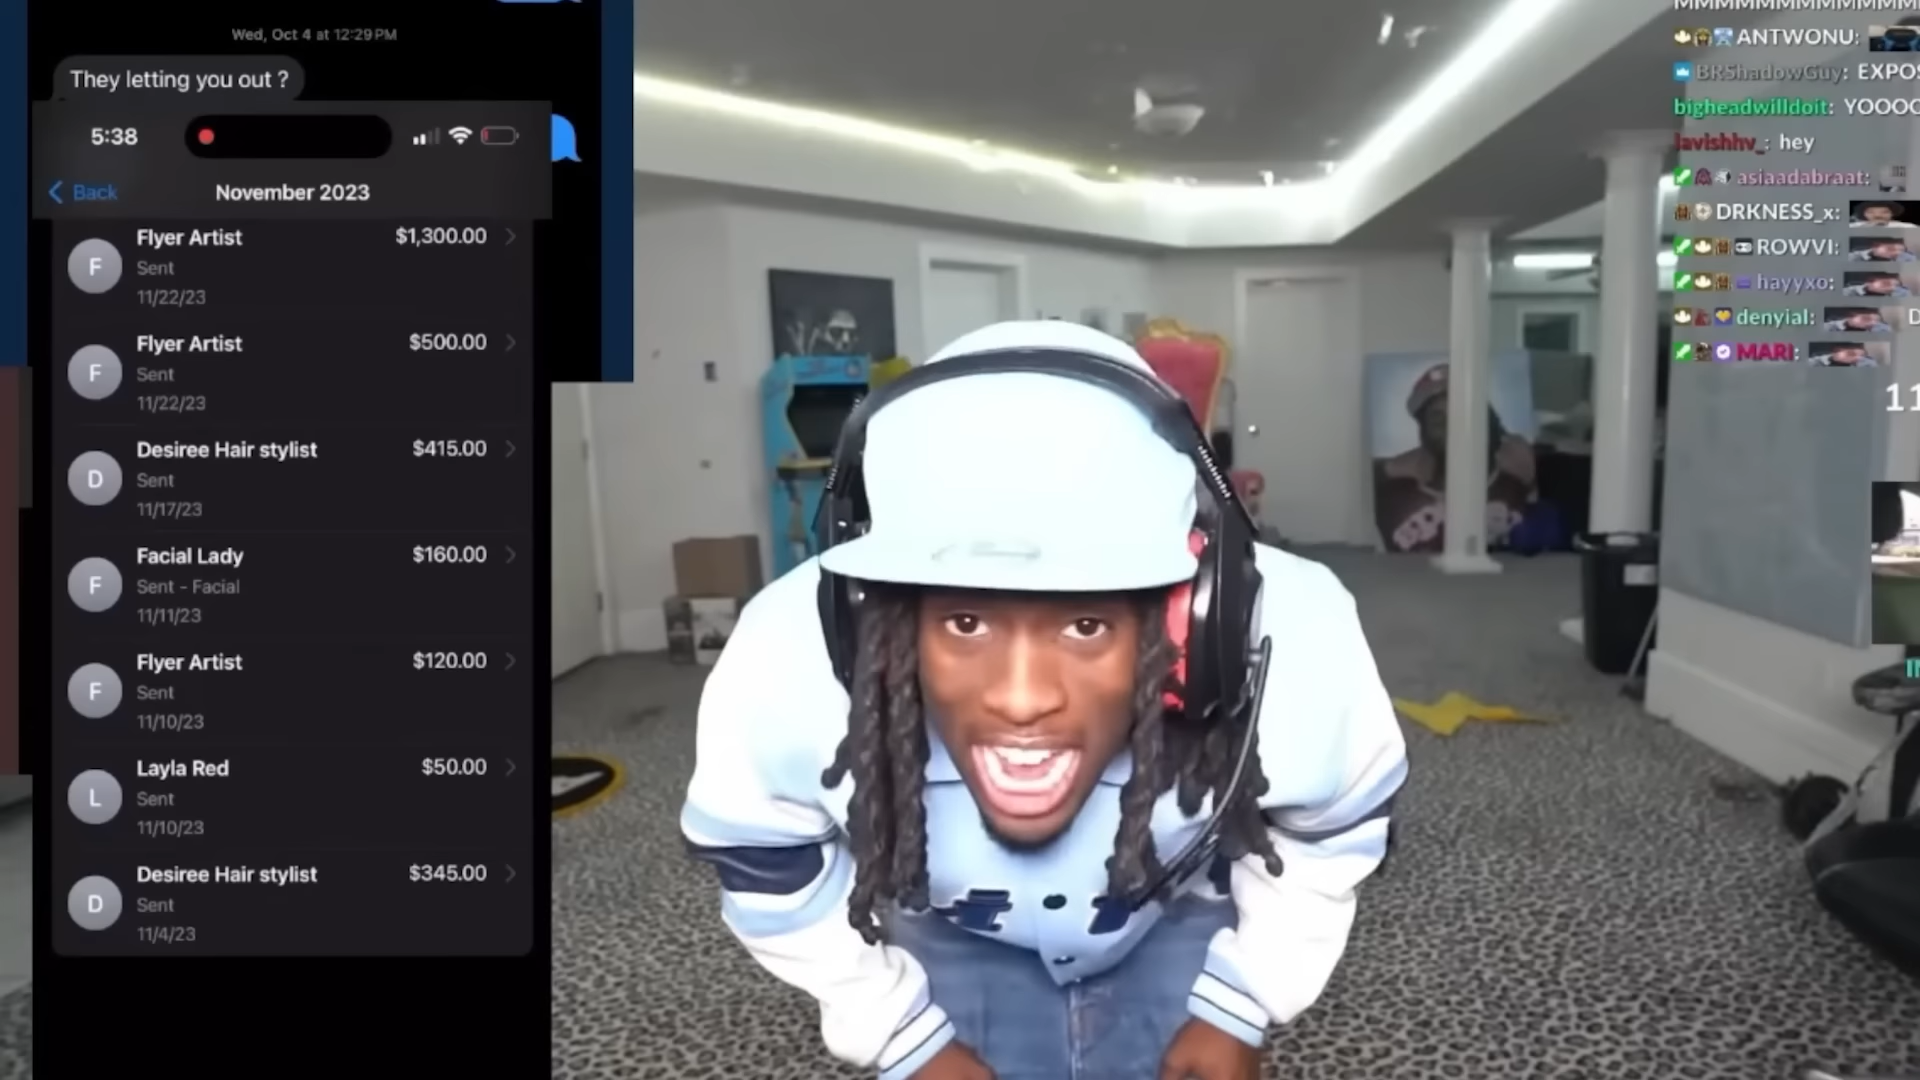 Wed, Oct 4 at 12:29 PM
They letting you out ?
5:38
Back
November 2023
F
Flyer Artist
$1,300.00
Sent
11/22/23
F
Flyer Artist
$500.00
Sent
11/22/23
D
Desiree Hair stylist
$415.00
Sent
11/17/23
F
Facial Lady
$160.00
Sent - Facial
11/11/23
F
Flyer Artist
$120.00
Sent
11/10/23
L
Layla Red
$50.00
Sent
11/10/23
D
Desiree Hair stylist
$345.00
Sent
11/4/23
ANTWONU:
BRShadowGuy: EXPOS
bigheadwilldoit: YOOOO
lavishhv_: hey
asiaadabraat:
DRKNESS_x:
ROWVI:
hayyxo:
denyial: D
MARI:
11